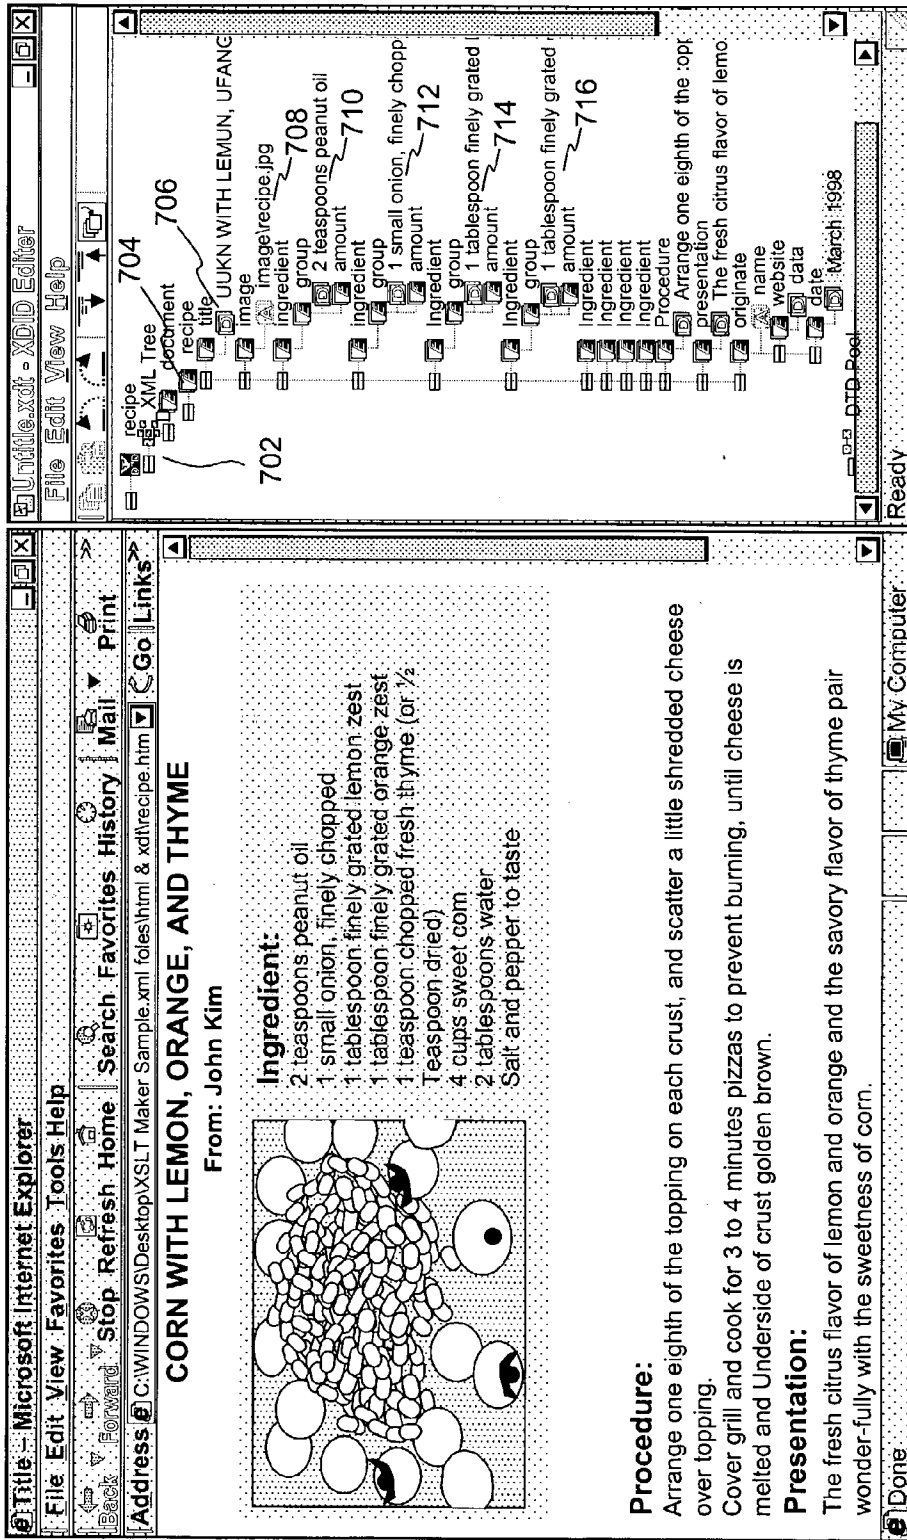 Title – Microsoft Internet Explorer
File Edit View Favorites Tools Help
Back Forward Stop Refresh Home Search Favorites History Mail Print »
Address C:\WINDOWS\Desktop\XSLT Maker Sample.xml foles\html & xdt\recipe.htm Go Links »
CORN WITH LEMON, ORANGE, AND THYME
From: John Kim
Ingredient:
2 teaspoons peanut oil
1 small onion, finely chopped
1 tablespoon finely grated lemon zest
1 tablespoon finely grated orange zest
1 teaspoon chopped fresh thyme (or ½
Teaspoon dried)
4 cups sweet com
2 tablespoons water
Salt and pepper to taste
Procedure:
Arrange one eighth of the topping on each crust, and scatter a little shredded cheese
over topping.
Cover grill and cook for 3 to 4 minutes pizzas to prevent burning, until cheese is
melted and Underside of crust golden brown.
Presentation:
The fresh citrus flavor of lemon and orange and the savory flavor of thyme pair
wonder-fully with the sweetness of corn.
Done
My Computer
Untitle.xdt - XDID Editer
File Edit View Help
recipe
XML Tree
document
recipe
title
UUKN WITH LEMUN, UFANG
image
image\recipe.jpg
ingredient
group
2 teaspoons peanut oil
amount
ingredient
group
1 small onion, finely chopp
amount
Ingredient
group
1 tablespoon finely grated l
amount
Ingredient
group
1 tablespoon finely grated r
amount
Ingredient
Ingredient
Ingredient
Ingredient
Procedure
Arrange one eighth of the :opp
presentation
The fresh citrus flavor of lemo
originate
name
website
data
date
March 1998
DTD Pool
Ready
702
704
706
708
710
712
714
716